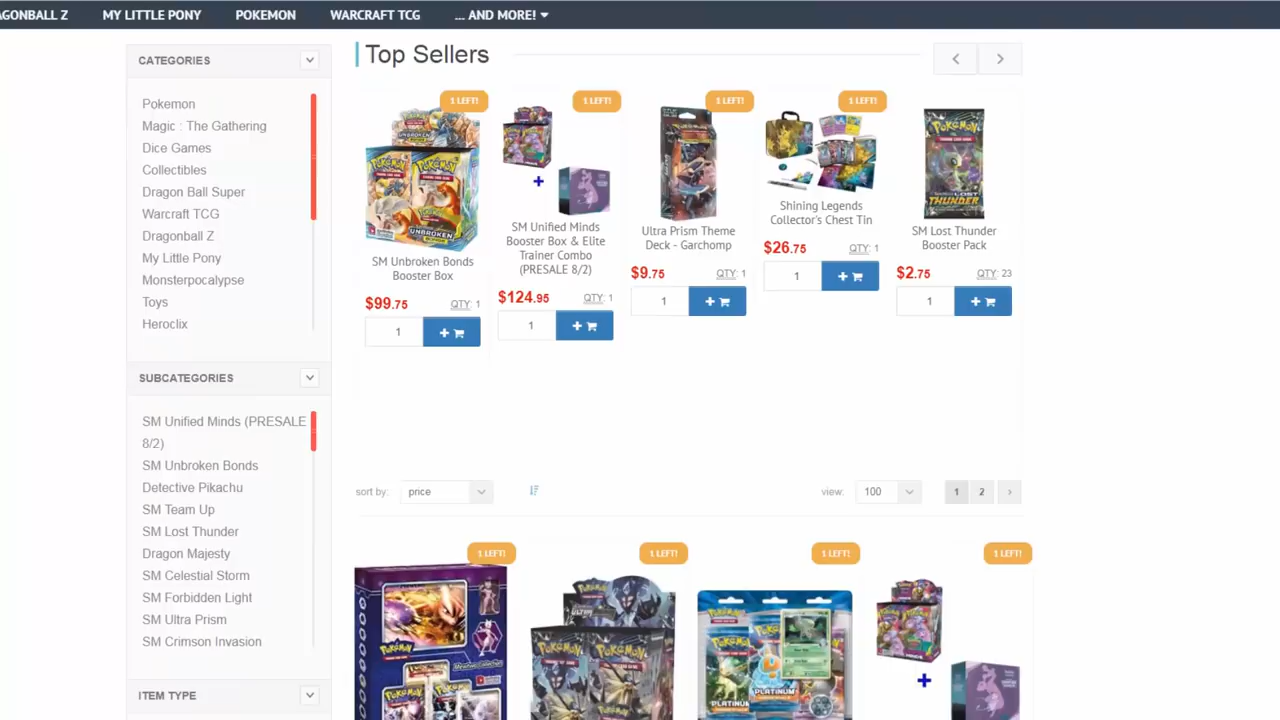 AGONBALL Z MY LITTLE PONY POKEMON WARCRAFT TCG ... AND MORE!
CATEGORIES
Pokemon
Magic : The Gathering
Dice Games
Collectibles
Dragon Ball Super
Warcraft TCG
Dragonball Z
My Little Pony
Monsterpocalypse
Toys
Heroclix
SUBCATEGORIES
SM Unified Minds (PRESALE
8/2)
SM Unbroken Bonds
Detective Pikachu
SM Team Up
SM Lost Thunder
Dragon Majesty
SM Celestial Storm
SM Forbidden Light
SM Ultra Prism
SM Crimson Invasion
ITEM TYPE
Top Sellers
1 LEFT!
SM Unbroken Bonds
Booster Box
$99.75 QTY: 1
1
1 LEFT!
+
SM Unified Minds
Booster Box & Elite
Trainer Combo
(PRESALE 8/2)
$124.95 QTY: 1
1
1 LEFT!
Ultra Prism Theme
Deck - Garchomp
$9.75 QTY: 1
1
1 LEFT!
Shining Legends
Collector's Chest Tin
$26.75 QTY: 1
1
POKEMON
LOST
THUNDER
SM Lost Thunder
Booster Pack
$2.75 QTY: 23
1
sort by: price
view: 100 1 2
1 LEFT!
1 LEFT!
1 LEFT!
PLATINUM PLATINUM
1 LEFT!
+